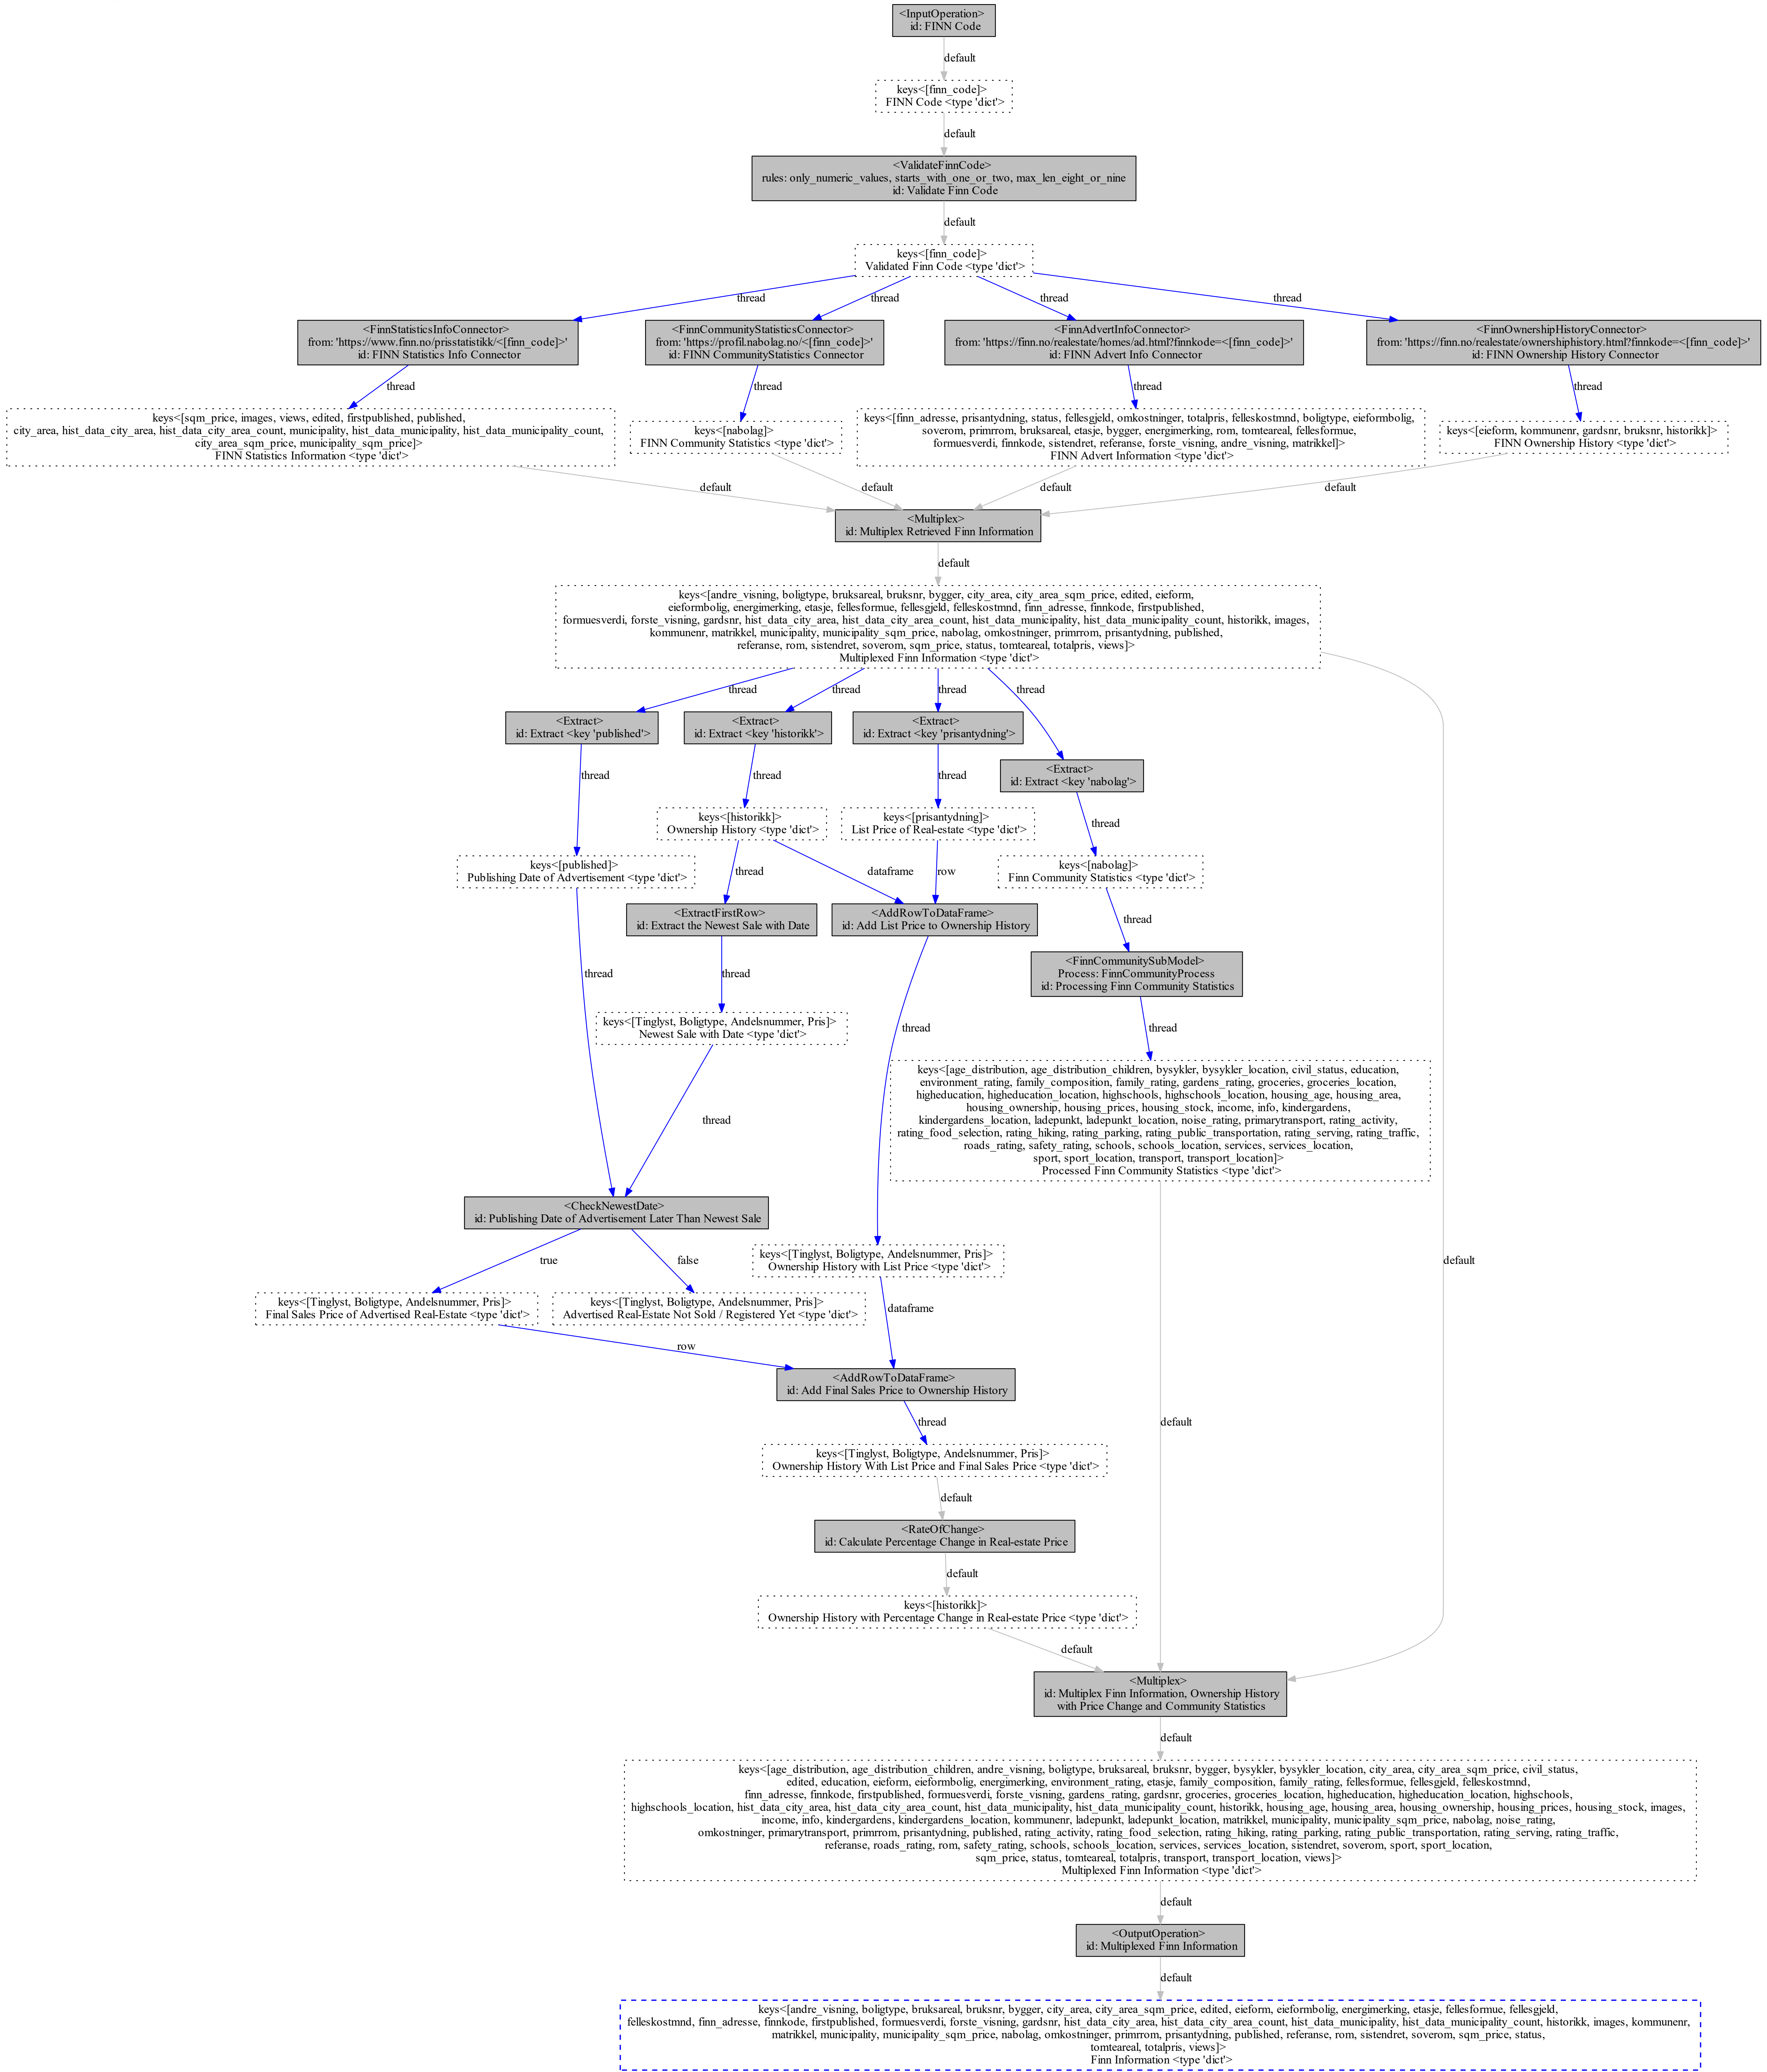 <InputOperation>
id: FINN Code
default
keys<[finn_code]>
FINN Code <type 'dict'>
default
<ValidateFinnCode>
rules: only_numeric_values, starts_with_one_or_two, max_len_eight_or_nine
id: Validate Finn Code
default
keys<[finn_code]>
Validated Finn Code <type 'dict'>
thread
thread
thread
thread
<FinnStatisticsInfoConnector>
from: 'https://www.finn.no/prisstatistikk/<[finn_code]>'
id: FINN Statistics Info Connector
<FinnCommunityStatisticsConnector>
from: 'https://profil.nabolag.no/<[finn_code]>'
id: FINN CommunityStatistics Connector
<FinnAdvertInfoConnector>
from: 'https://finn.no/realestate/homes/ad.html?finnkode=<[finn_code]>'
id: FINN Advert Info Connector
<FinnOwnershipHistoryConnector>
from: 'https://finn.no/realestate/ownershiphistory.html?finnkode=<[finn_code]>'
id: FINN Ownership History Connector
thread
thread
thread
thread
keys<[sqm_price, images, views, edited, firstpublished, published,
city_area, hist_data_city_area, hist_data_city_area_count, municipality, hist_data_municipality, hist_data_municipality_count,
city_area_sqm_price, municipality_sqm_price]>
FINN Statistics Information <type 'dict'>
keys<[nabolag]>
FINN Community Statistics <type 'dict'>
keys<[finn_adresse, prisantydning, status, fellesgjeld, omkostninger, totalpris, felleskostmnd, boligtype, eieformbolig,
soverom, primrrom, bruksareal, etasje, bygger, energimerking, rom, tomteareal, fellesformue,
formuesverdi, finnkode, sistendret, referanse, forste_visning, andre_visning, matrikkel]>
FINN Advert Information <type 'dict'>
keys<[eieform, kommunenr, gardsnr, bruksnr, historikk]>
FINN Ownership History <type 'dict'>
default
default
default
default
<Multiplex>
id: Multiplex Retrieved Finn Information
default
keys<[andre_visning, boligtype, bruksareal, bruksnr, bygger, city_area, city_area_sqm_price, edited, eieform,
eieformbolig, energimerking, etasje, fellesformue, fellesgjeld, felleskostmnd, finn_adresse, finnkode, firstpublished,
formuesverdi, forste_visning, gardsnr, hist_data_city_area, hist_data_city_area_count, hist_data_municipality, hist_data_municipality_count, historikk, images,
kommunenr, matrikkel, municipality, municipality_sqm_price, nabolag, omkostninger, primrrom, prisantydning, published,
referanse, rom, sistendret, soverom, sqm_price, status, tomteareal, totalpris, views]>
Multiplexed Finn Information <type 'dict'>
thread
thread
thread
thread
<Extract>
id: Extract <key 'published'>
<Extract>
id: Extract <key 'historikk'>
<Extract>
id: Extract <key 'prisantydning'>
<Extract>
id: Extract <key 'nabolag'>
thread
thread
thread
thread
keys<[historikk]>
Ownership History <type 'dict'>
keys<[prisantydning]>
List Price of Real-estate <type 'dict'>
keys<[published]>
Publishing Date of Advertisement <type 'dict'>
keys<[nabolag]>
Finn Community Statistics <type 'dict'>
thread
dataframe
row
thread
<ExtractFirstRow>
id: Extract the Newest Sale with Date
<AddRowToDataFrame>
id: Add List Price to Ownership History
<FinnCommunitySubModel>
Process: FinnCommunityProcess
id: Processing Finn Community Statistics
thread
thread
thread
thread
keys<[Tinglyst, Boligtype, Andelsnummer, Pris]>
Newest Sale with Date <type 'dict'>
keys<[age_distribution, age_distribution_children, bysykler, bysykler_location, civil_status, education,
environment_rating, family_composition, family_rating, gardens_rating, groceries, groceries_location,
higheducation, higheducation_location, highschools, highschools_location, housing_age, housing_area,
housing_ownership, housing_prices, housing_stock, income, info, kindergardens,
kindergardens_location, ladepunkt, ladepunkt_location, noise_rating, primarytransport, rating_activity,
rating_food_selection, rating_hiking, rating_parking, rating_public_transportation, rating_serving, rating_traffic,
roads_rating, safety_rating, schools, schools_location, services, services_location,
sport, sport_location, transport, transport_location]>
Processed Finn Community Statistics <type 'dict'>
thread
<CheckNewestDate>
id: Publishing Date of Advertisement Later Than Newest Sale
true
false
default
default
keys<[Tinglyst, Boligtype, Andelsnummer, Pris]>
Ownership History with List Price <type 'dict'>
keys<[Tinglyst, Boligtype, Andelsnummer, Pris]>
Final Sales Price of Advertised Real-Estate <type 'dict'>
keys<[Tinglyst, Boligtype, Andelsnummer, Pris]>
Advertised Real-Estate Not Sold / Registered Yet <type 'dict'>
dataframe
row
<AddRowToDataFrame>
id: Add Final Sales Price to Ownership History
thread
keys<[Tinglyst, Boligtype, Andelsnummer, Pris]>
Ownership History With List Price and Final Sales Price <type 'dict'>
default
<RateOfChange>
id: Calculate Percentage Change in Real-estate Price
default
keys<[historikk]>
Ownership History with Percentage Change in Real-estate Price <type 'dict'>
default
<Multiplex>
id: Multiplex Finn Information, Ownership History
with Price Change and Community Statistics
default
keys<[age_distribution, age_distribution_children, andre_visning, boligtype, bruksareal, bruksnr, bygger, bysykler, bysykler_location, city_area, city_area_sqm_price, civil_status,
edited, education, eieform, eieformbolig, energimerking, environment_rating, etasje, family_composition, family_rating, fellesformue, fellesgjeld, felleskostmnd,
finn_adresse, finnkode, firstpublished, formuesverdi, forste_visning, gardens_rating, gardsnr, groceries, groceries_location, higheducation, higheducation_location, highschools,
highschools_location, hist_data_city_area, hist_data_city_area_count, hist_data_municipality, hist_data_municipality_count, historikk, housing_age, housing_area, housing_ownership, housing_prices, housing_stock, images,
income, info, kindergardens, kindergardens_location, kommunenr, ladepunkt, ladepunkt_location, matrikkel, municipality, municipality_sqm_price, nabolag, noise_rating,
omkostninger, primarytransport, primrrom, prisantydning, published, rating_activity, rating_food_selection, rating_hiking, rating_parking, rating_public_transportation, rating_serving, rating_traffic,
referanse, roads_rating, rom, safety_rating, schools, schools_location, services, services_location, sistendret, soverom, sport, sport_location,
sqm_price, status, tomteareal, totalpris, transport, transport_location, views]>
Multiplexed Finn Information <type 'dict'>
default
<OutputOperation>
id: Multiplexed Finn Information
default
keys<[andre_visning, boligtype, bruksareal, bruksnr, bygger, city_area, city_area_sqm_price, edited, eieform, eieformbolig, energimerking, etasje, fellesformue, fellesgjeld,
felleskostmnd, finn_adresse, finnkode, firstpublished, formuesverdi, forste_visning, gardsnr, hist_data_city_area, hist_data_city_area_count, hist_data_municipality, hist_data_municipality_count, historikk, images, kommunenr,
matrikkel, municipality, municipality_sqm_price, nabolag, omkostninger, primrrom, prisantydning, published, referanse, rom, sistendret, soverom, sqm_price, status,
tomteareal, totalpris, views]>
Finn Information <type 'dict'>